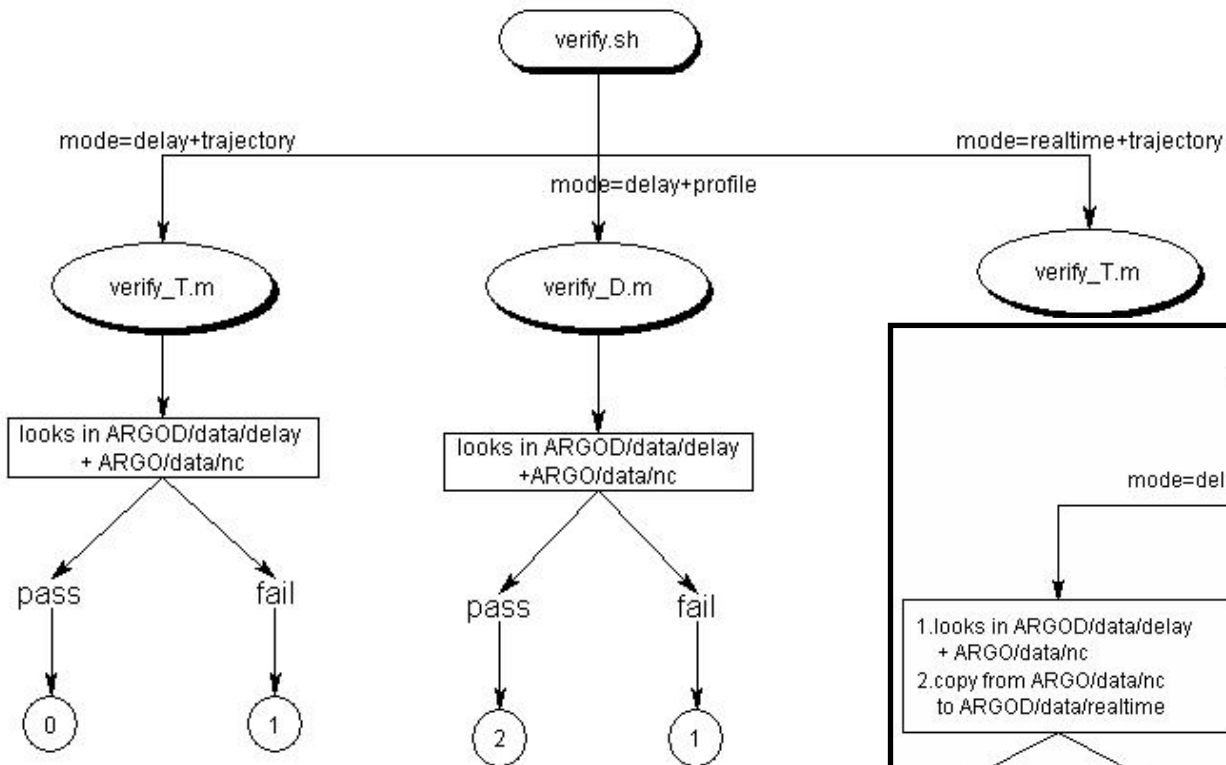 verify.sh
mode=delay+trajectory
mode=realtime+trajectory
mode=delay+profile
verify_T.m
verify_D.m
verify_T.m
looks in ARGOD/data/delay
+ ARGO/data/nc
looks in ARGOD/data/delay
+ARGO/data/nc
mode=del
1.looks in ARGOD/data/delay
+ ARGO/data/nc
2.copy from ARGO/data/nc
to ARGOD/data/realtime
pass
fail
pass
fail
0
1
2
1